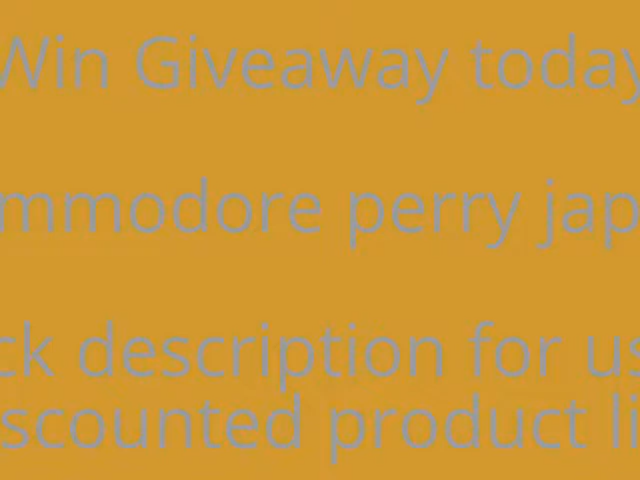 Win Giveaway today
mmodore perry jap
ck description for us
scounted product li